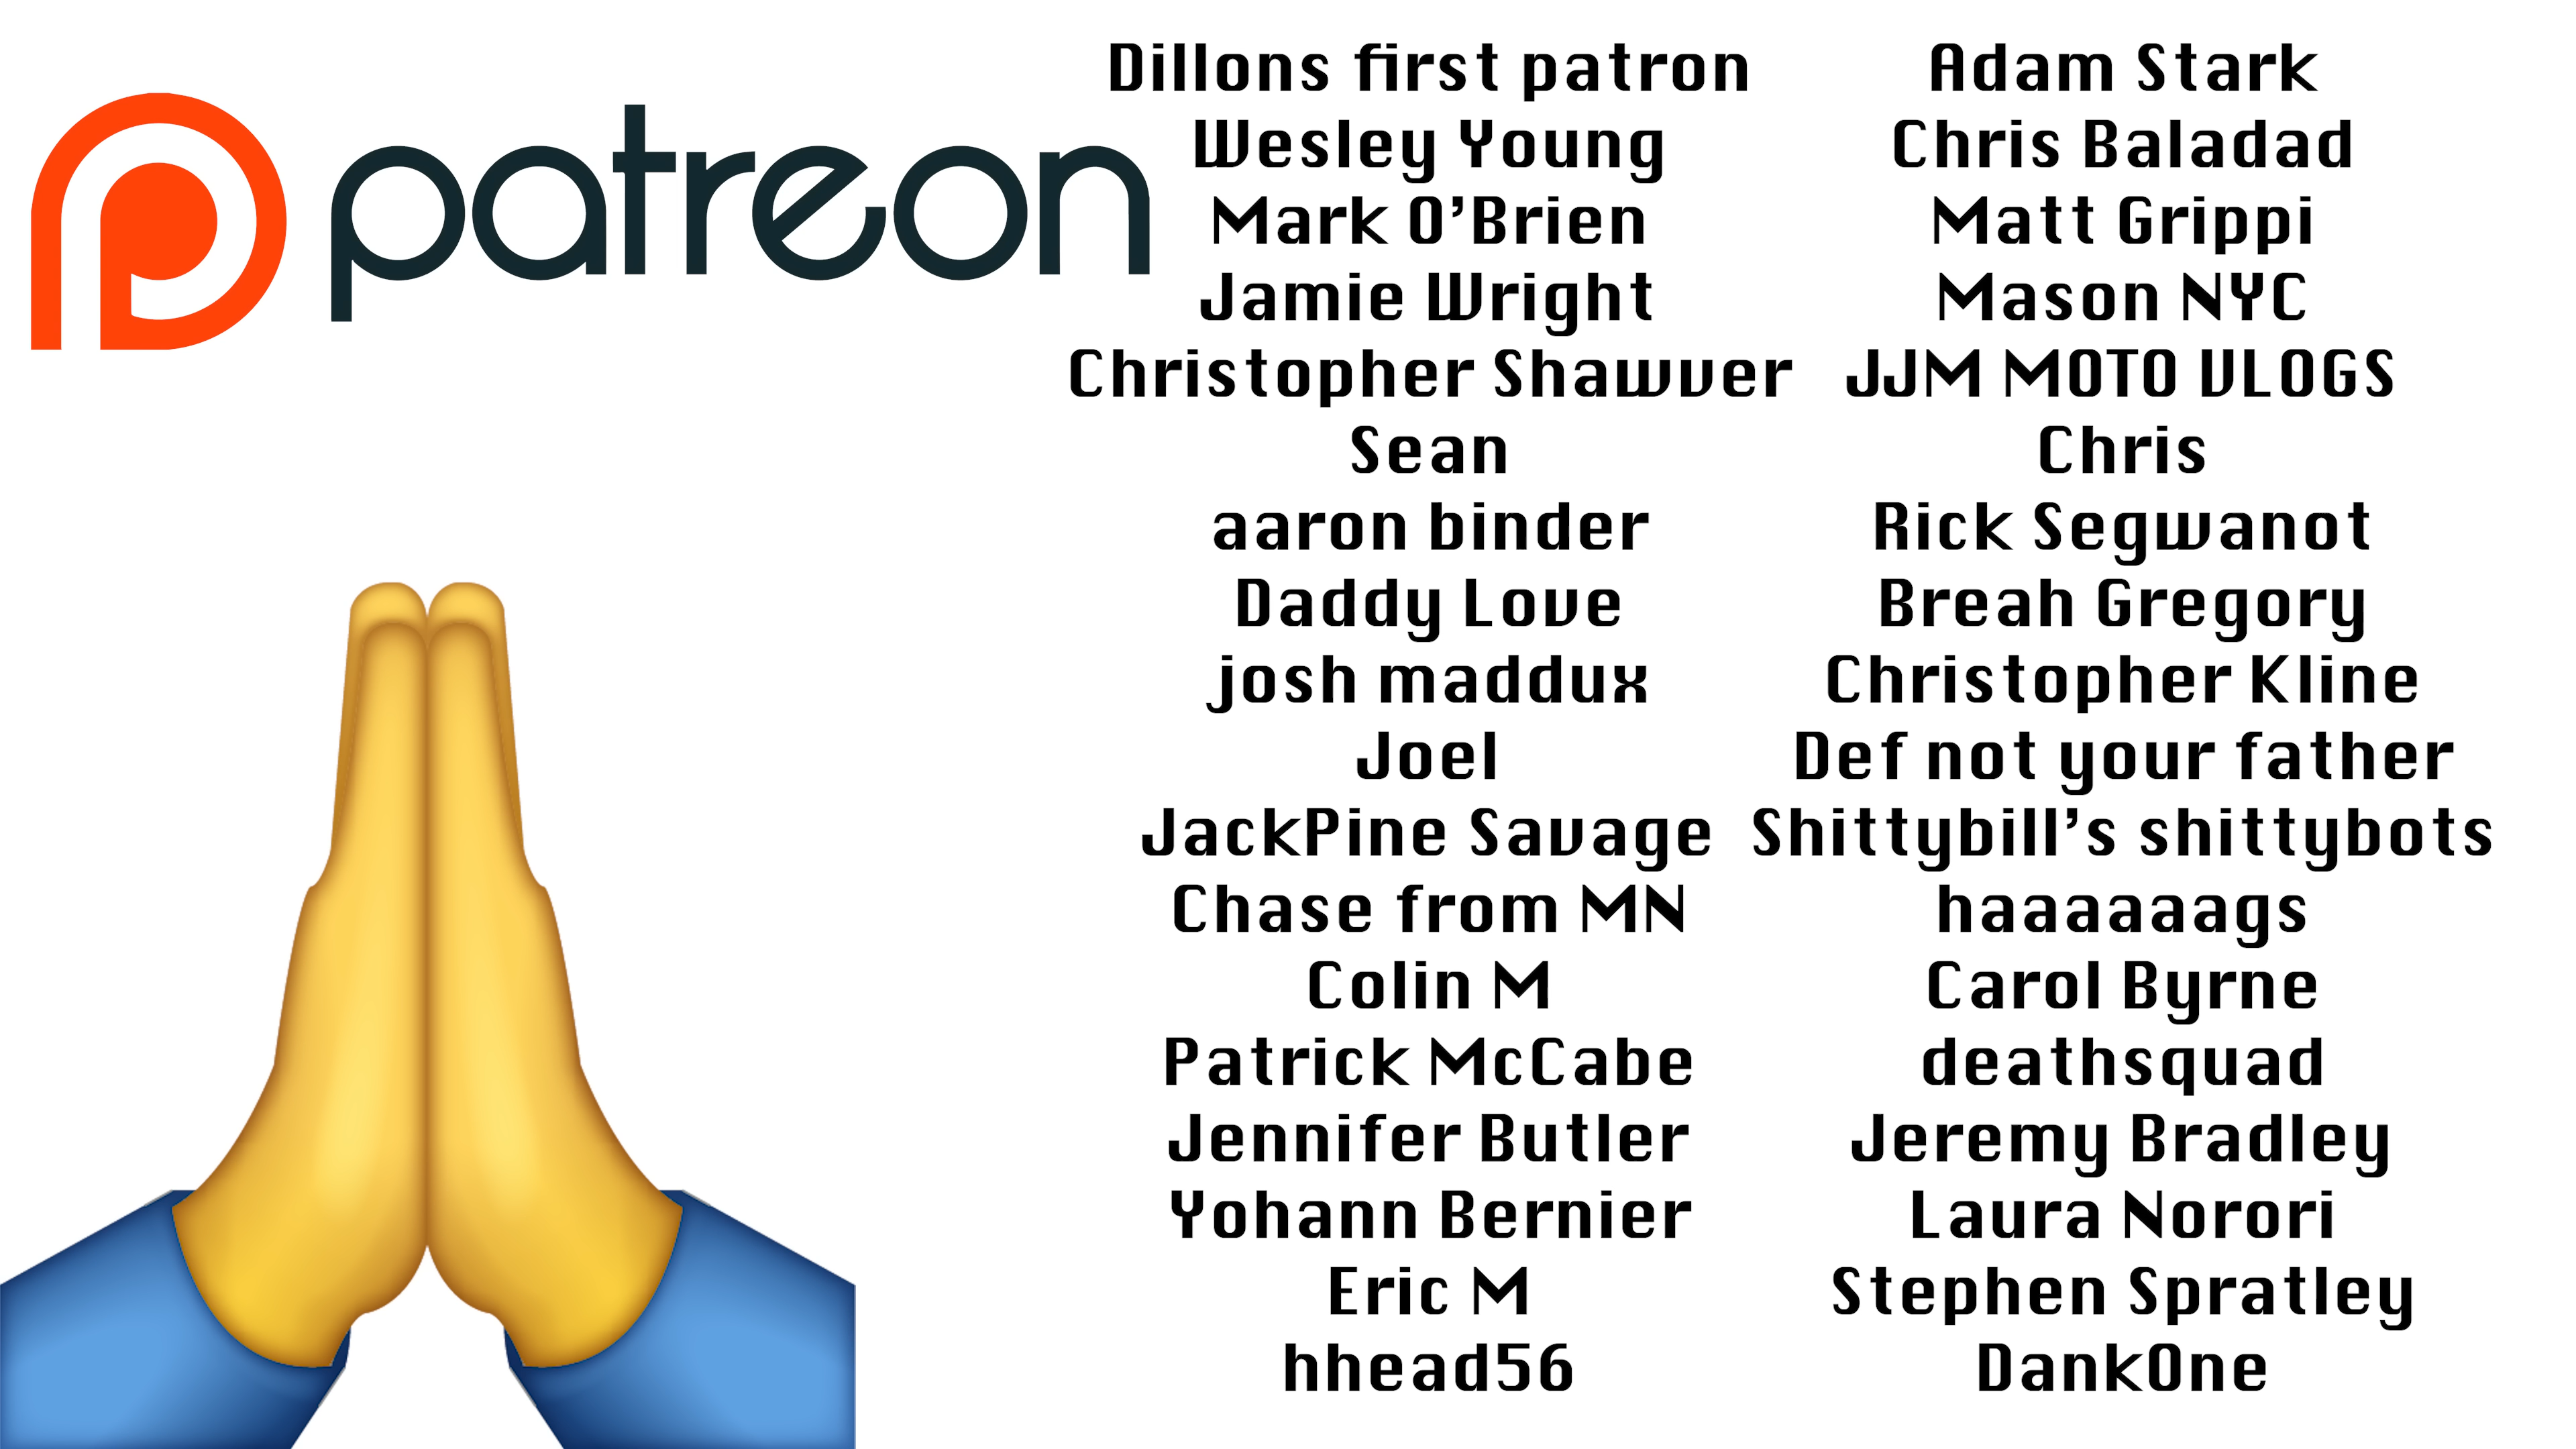 patreon
Dillons first patron
Wesley Young
Mark O’Brien
Jamie Wright
Christopher Shawver
Sean
aaron binder
Daddy Love
josh maddux
Joel
JackPine Savage
Chase from MN
Colin M
Patrick McCabe
Jennifer Butler
Yohann Bernier
Eric M
hhead56
Adam Stark
Chris Baladad
Matt Grippi
Mason NYC
JJM MOTO VLOGS
Chris
Rick Segwanot
Breah Gregory
Christopher Kline
Def not your father
Shittybill’s shittybots
haaaaaags
Carol Byrne
deathsquad
Jeremy Bradley
Laura Norori
Stephen Spratley
DankOne